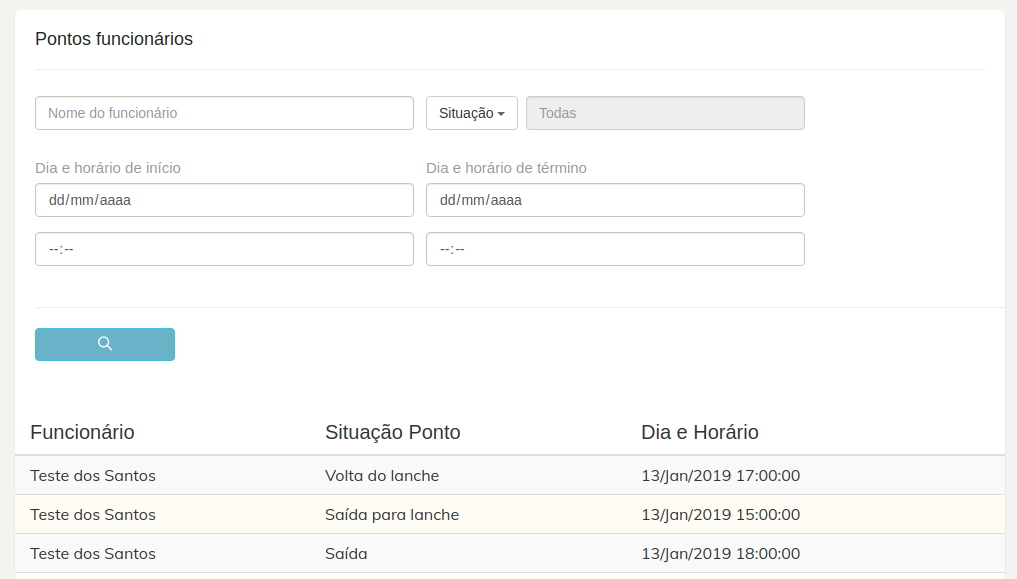 Pontos funcionários
Nome do funcionário Situação Todas
Dia e horário de início Dia e horário de término
dd/mm/aaaa dd/mm/aaaa
--:-- --:--
Funcionário Situação Ponto Dia e Horário
Teste dos Santos Volta do lanche 13/Jan/2019 17:00:00
Teste dos Santos Saída para lanche 13/Jan/2019 15:00:00
Teste dos Santos Saída 13/Jan/2019 18:00:00